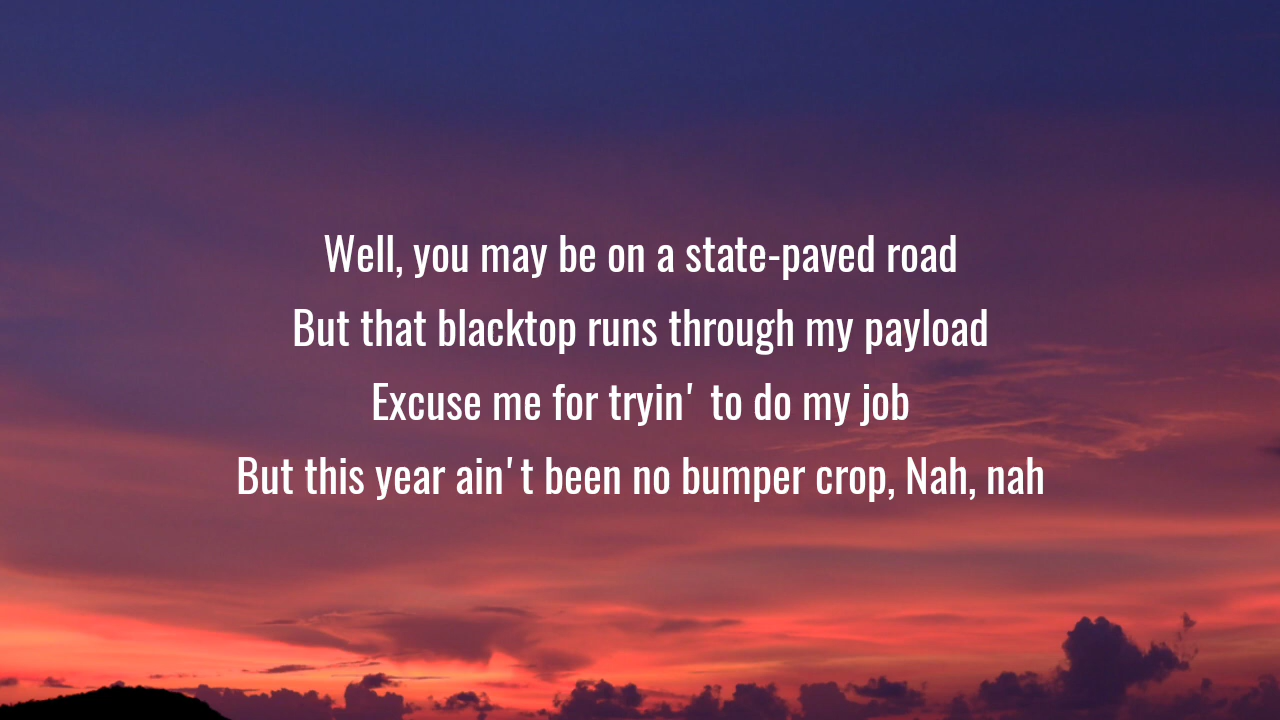 Well, you may be on a state-paved road
But that blacktop runs through my payload
Excuse me for tryin' to do my job
But this year ain't been no bumper crop, Nah, nah